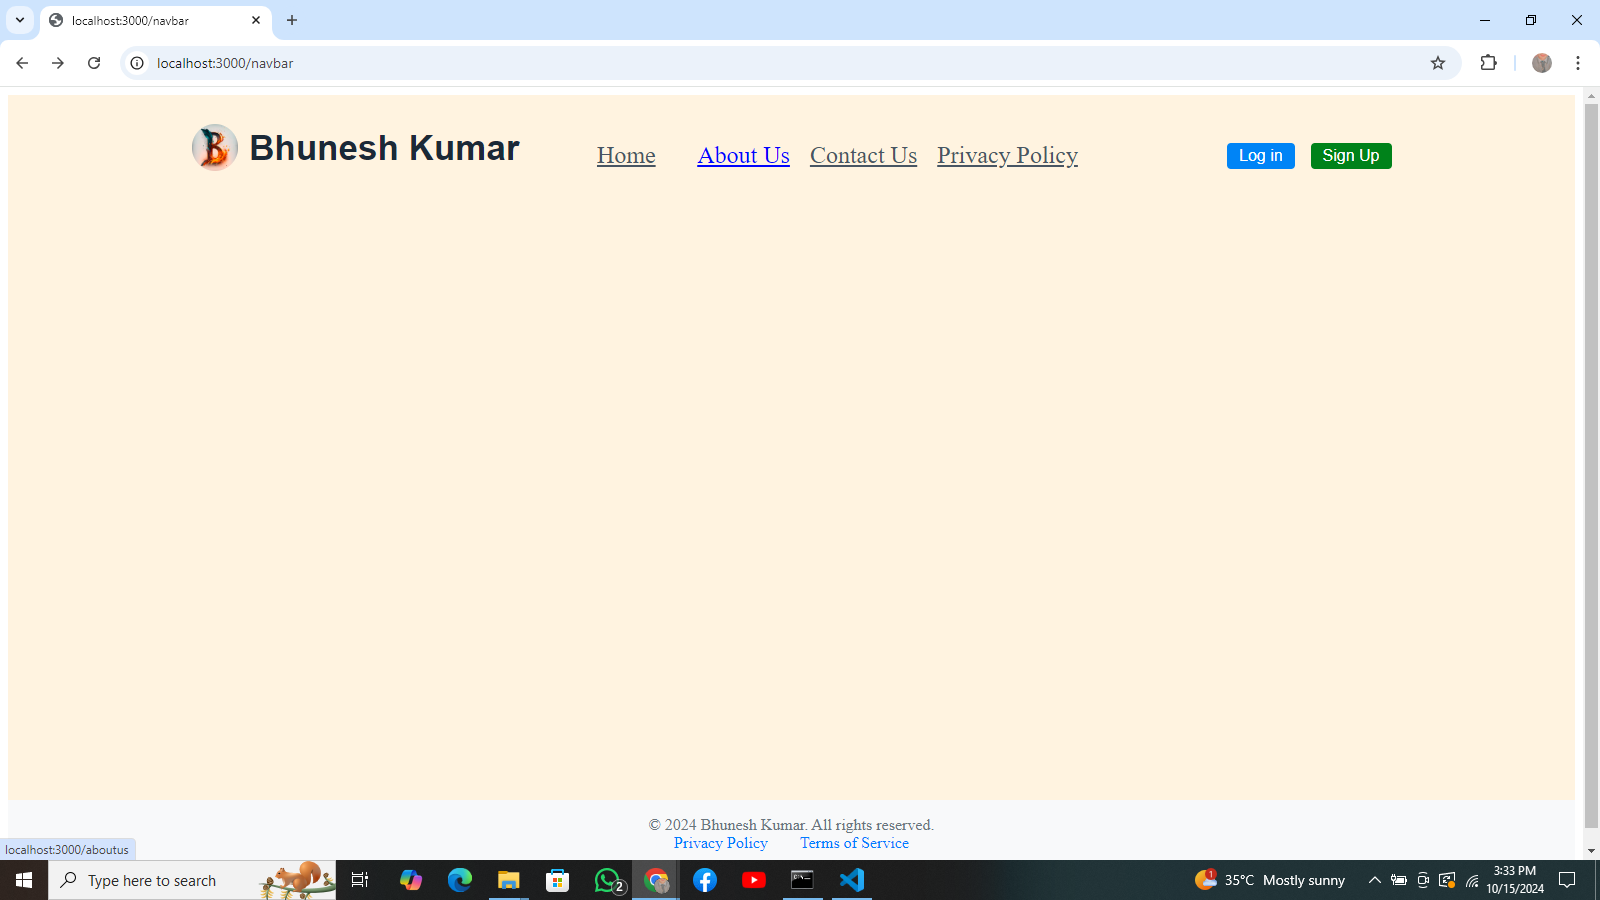 localhost:3000/navbar
localhost:3000/navbar
B Bhunesh Kumar
Home About Us Contact Us Privacy Policy
Log in Sign Up
© 2024 Bhunesh Kumar. All rights reserved.
Privacy Policy Terms of Service
localhost:3000/aboutus
Type here to search
2
1
35°C Mostly sunny
3:33 PM
10/15/2024